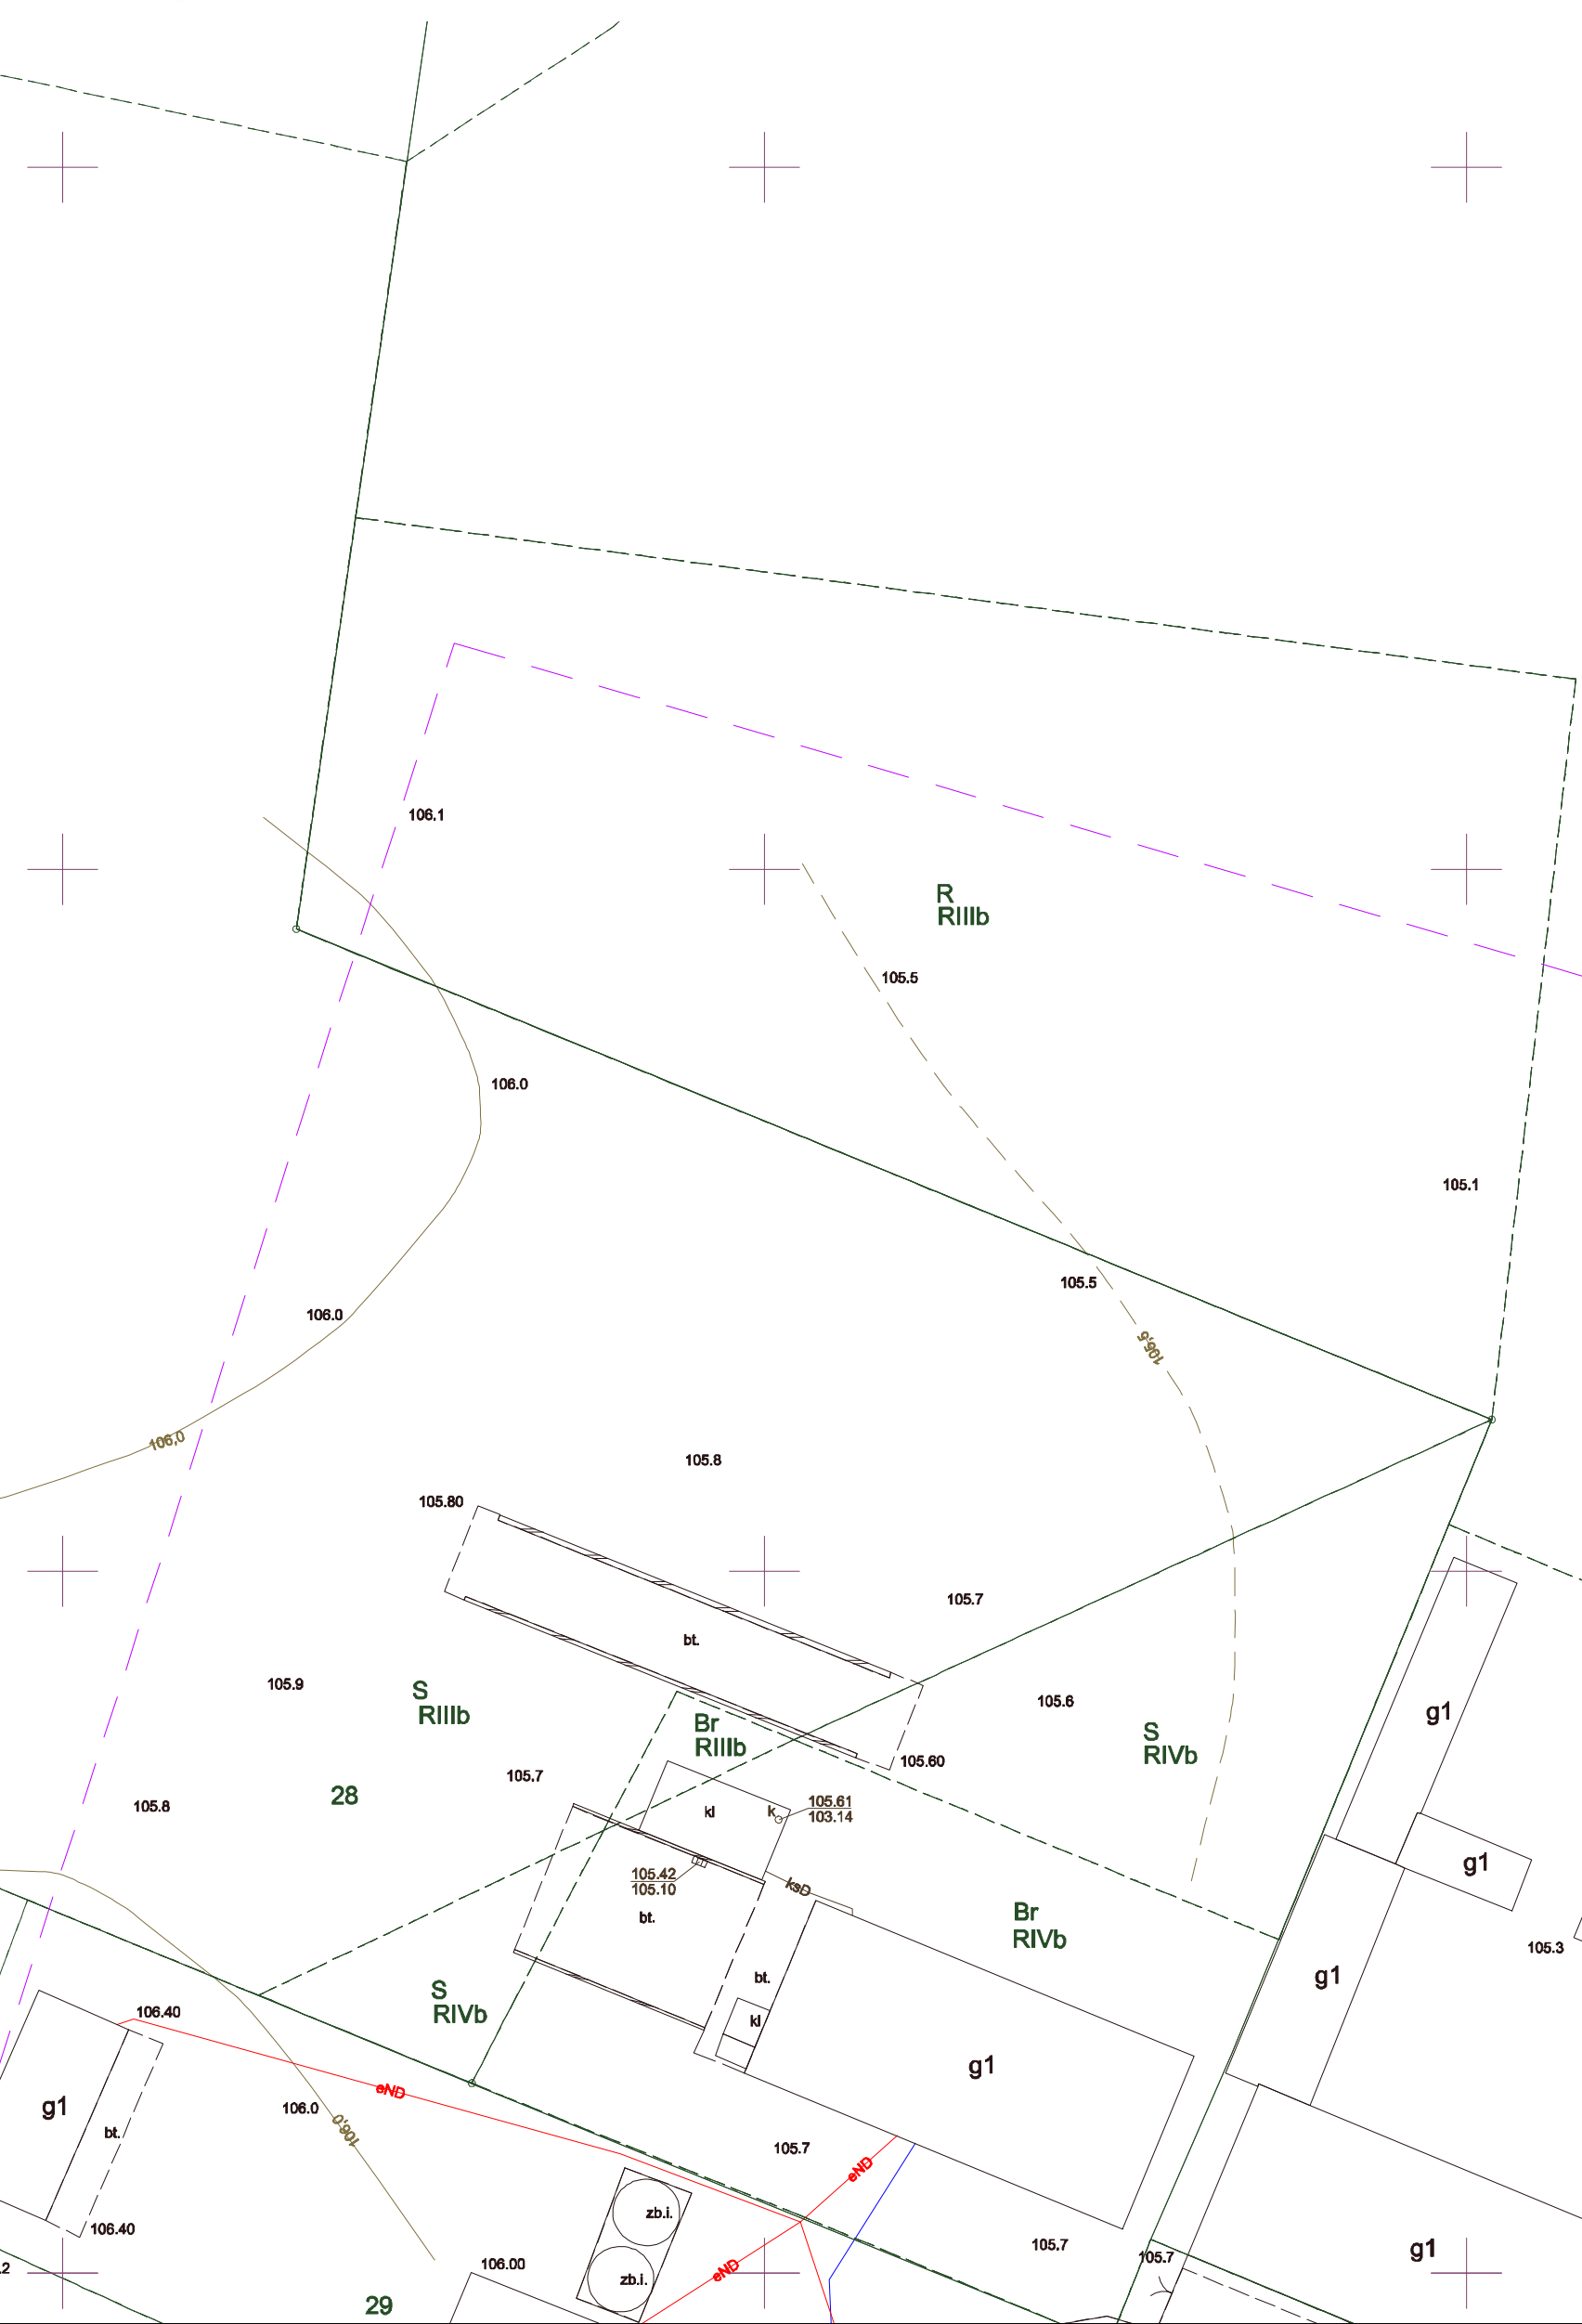 106.1
R
RIIIb
105.5
106.0
105.1
105.5
106.0
105,5
106,0
105.8
105.80
105.7
bt.
105.9
S
RIIIb
105.6
g1
Br
RIIIb
S
RIVb
105.60
105.7
28
105.8
kl
k
105.61
103.14
g1
105.42
105.10
ksD
bt.
Br
RIVb
105.3
bt.
g1
S
RIVb
106.40
kl
g1
eND
g1
106.0
106,0
bt.
105.7
eND
zb.i.
106.40
105.7
105.7
g1
106.00
.2
eND
zb.i.
29